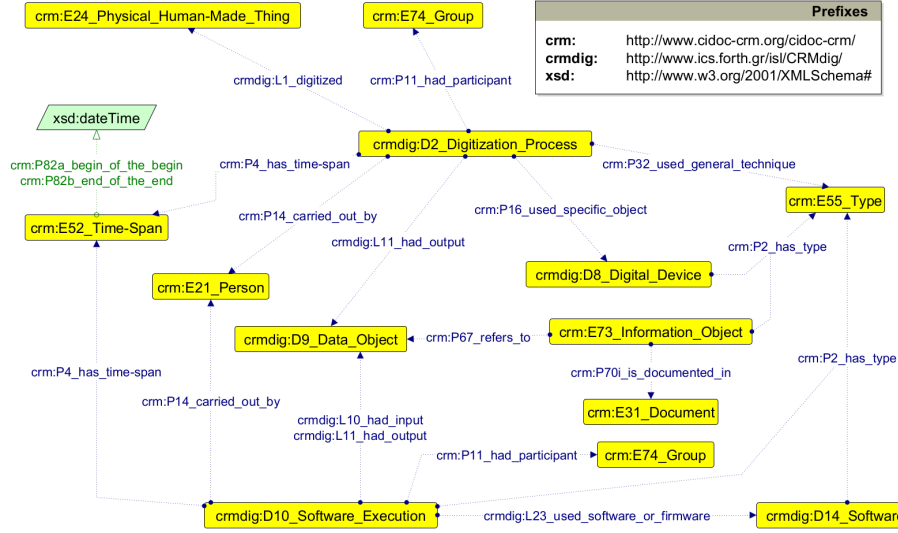 crm:E24_Physical_Human-Made_Thing
crm:E74_Group
Prefixes
crm: http://www.cidoc-crm.org/cidoc-crm/
crmdig: http://www.ics.forth.gr/isl/CRMdig/
xsd: http://www.w3.org/2001/XMLSchema#
crmdig:L1_digitized
crm:P11_had_participant
xsd:dateTime
crmdig:D2_Digitization_Process
crm:P82a_begin_of_the_begin
crm:P82b_end_of_the_end
crm:P4_has_time-span
crm:P32_used_general_technique
crm:E55_Type
crm:E52_Time-Span
crm:P14_carried_out_by
crm:P16_used_specific_object
crmdig:L11_had_output
crm:P2_has_type
crm:E21_Person
crmdig:D8_Digital_Device
crmdig:D9_Data_Object
crm:P67_refers_to
crm:E73_Information_Object
crm:P4_has_time-span
crm:P70i_is_documented_in
crm:P2_has_type
crm:P14_carried_out_by
crmdig:L10_had_input
crmdig:L11_had_output
crm:E31_Document
crm:P11_had_participant
crm:E74_Group
crmdig:D10_Software_Execution
crmdig:L23_used_software_or_firmware
crmdig:D14_Software